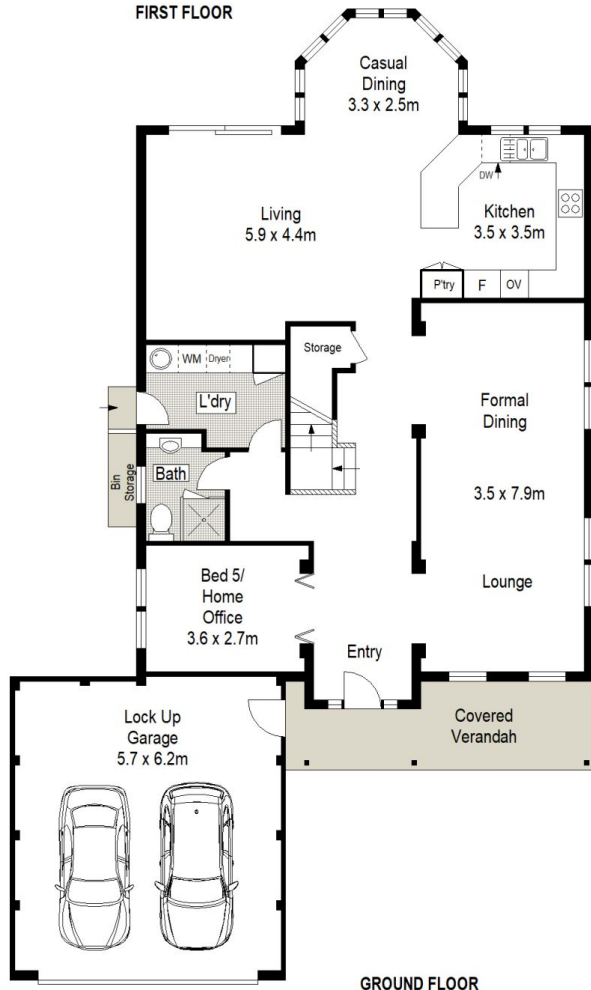 FIRST FLOOR
Casual
Dining
3.3 x 2.5m
DW
Living
5.9 x 4.4m
Kitchen
3.5 x 3.5m
P'try
F
OV
Storage
WM
Dryer
L'dry
Formal
Dining
3.5 x 7.9m
Bath
Bin
Storage
Lounge
Bed 5/
Home
Office
3.6 x 2.7m
Entry
Lock Up
Garage
5.7 x 6.2m
Covered
Verandah
GROUND FLOOR